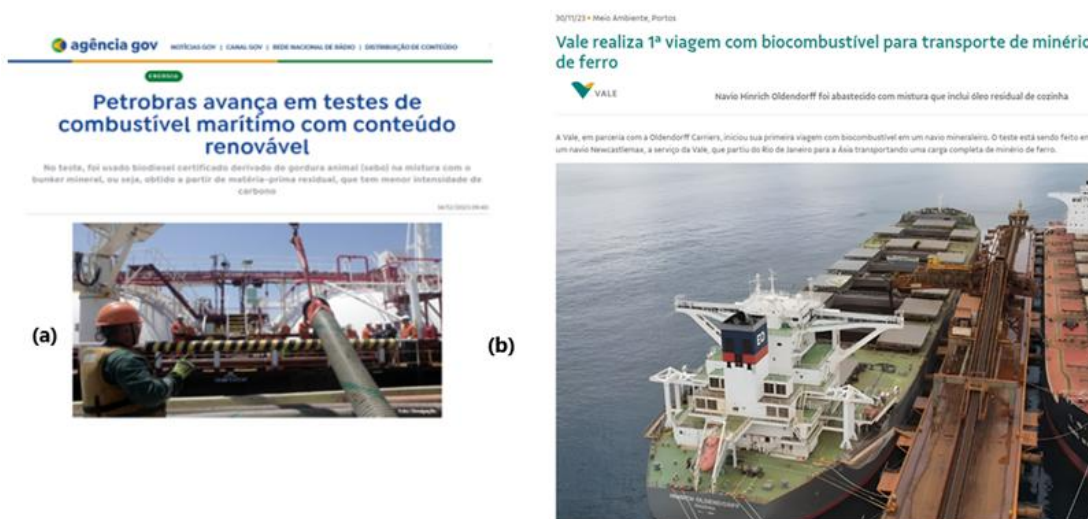 agência gov
NOTÍCIAS GOV | CANAL GOV | REDE NACIONAL DE RÁDIO | DISTRIBUIÇÃO DE CONTEÚDO
ENERGIA
Petrobras avança em testes de
combustível marítimo com conteúdo
renovável
No teste, foi usado biodiesel certificado derivado de gordura animal (sebo) na mistura com o
bunker mineral, ou seja, obtido a partir de matéria-prima residual, que tem menor intensidade de
carbono
(a)
30/11/23 • Meio Ambiente, Portos
Vale realiza 1ª viagem com biocombustível para transporte de minério
de ferro
VALE
Navio Hinrich Oldendorff foi abastecido com mistura que inclui óleo residual de cozinha
A Vale, em parceria com a Oldendorff Carriers, iniciou sua primeira viagem com biocombustível em um navio mineraleiro. O teste está sendo feito em
um navio Newcastlemax, a serviço da Vale, que partiu do Rio de Janeiro para a Ásia transportando uma carga completa de minério de ferro.
(b)
HINRICH OLDENDORFF